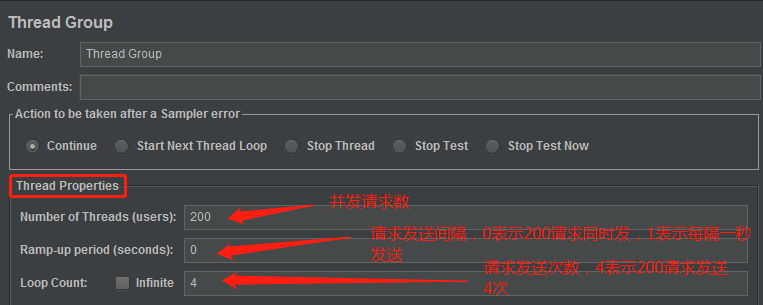 Thread Group
Name: Thread Group
Comments:
Action to be taken after a Sampler error
Continue Start Next Thread Loop Stop Thread Stop Test Stop Test Now
Thread Properties
并发请求数
Number of Threads (users): 200
请求发送间隔，0表示200请求同时发，1表示每隔一秒
发送
Ramp-up period (seconds): 0
请求发送次数，4表示200请求发送
4次
Loop Count: Infinite 4